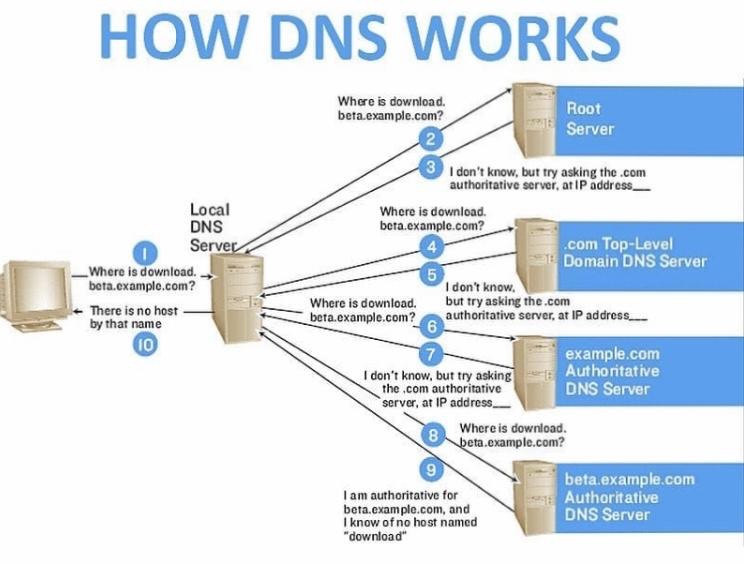 HOW DNS WORKS
Where is download.
beta.example.com?
2
Root
Server
3
I don't know, but try asking the .com
authoritative server, at IP address___
Local
DNS
Server
1
Where is download.
beta.example.com?
There is no host
by that name
10
Where is download.
beta.example.com?
4
.com Top-Level
Domain DNS Server
5
I don't know,
but try asking the .com
authoritative server, at IP address___
Where is download.
beta.example.com?
6
example.com
Authoritative
DNS Server
7
I don't know, but try asking
the .com authoritative
server, at IP address___
8
Where is download.
beta.example.com?
9
I am authoritative for
beta.example.com, and
I know of no host named
"download"
beta.example.com
Authoritative
DNS Server